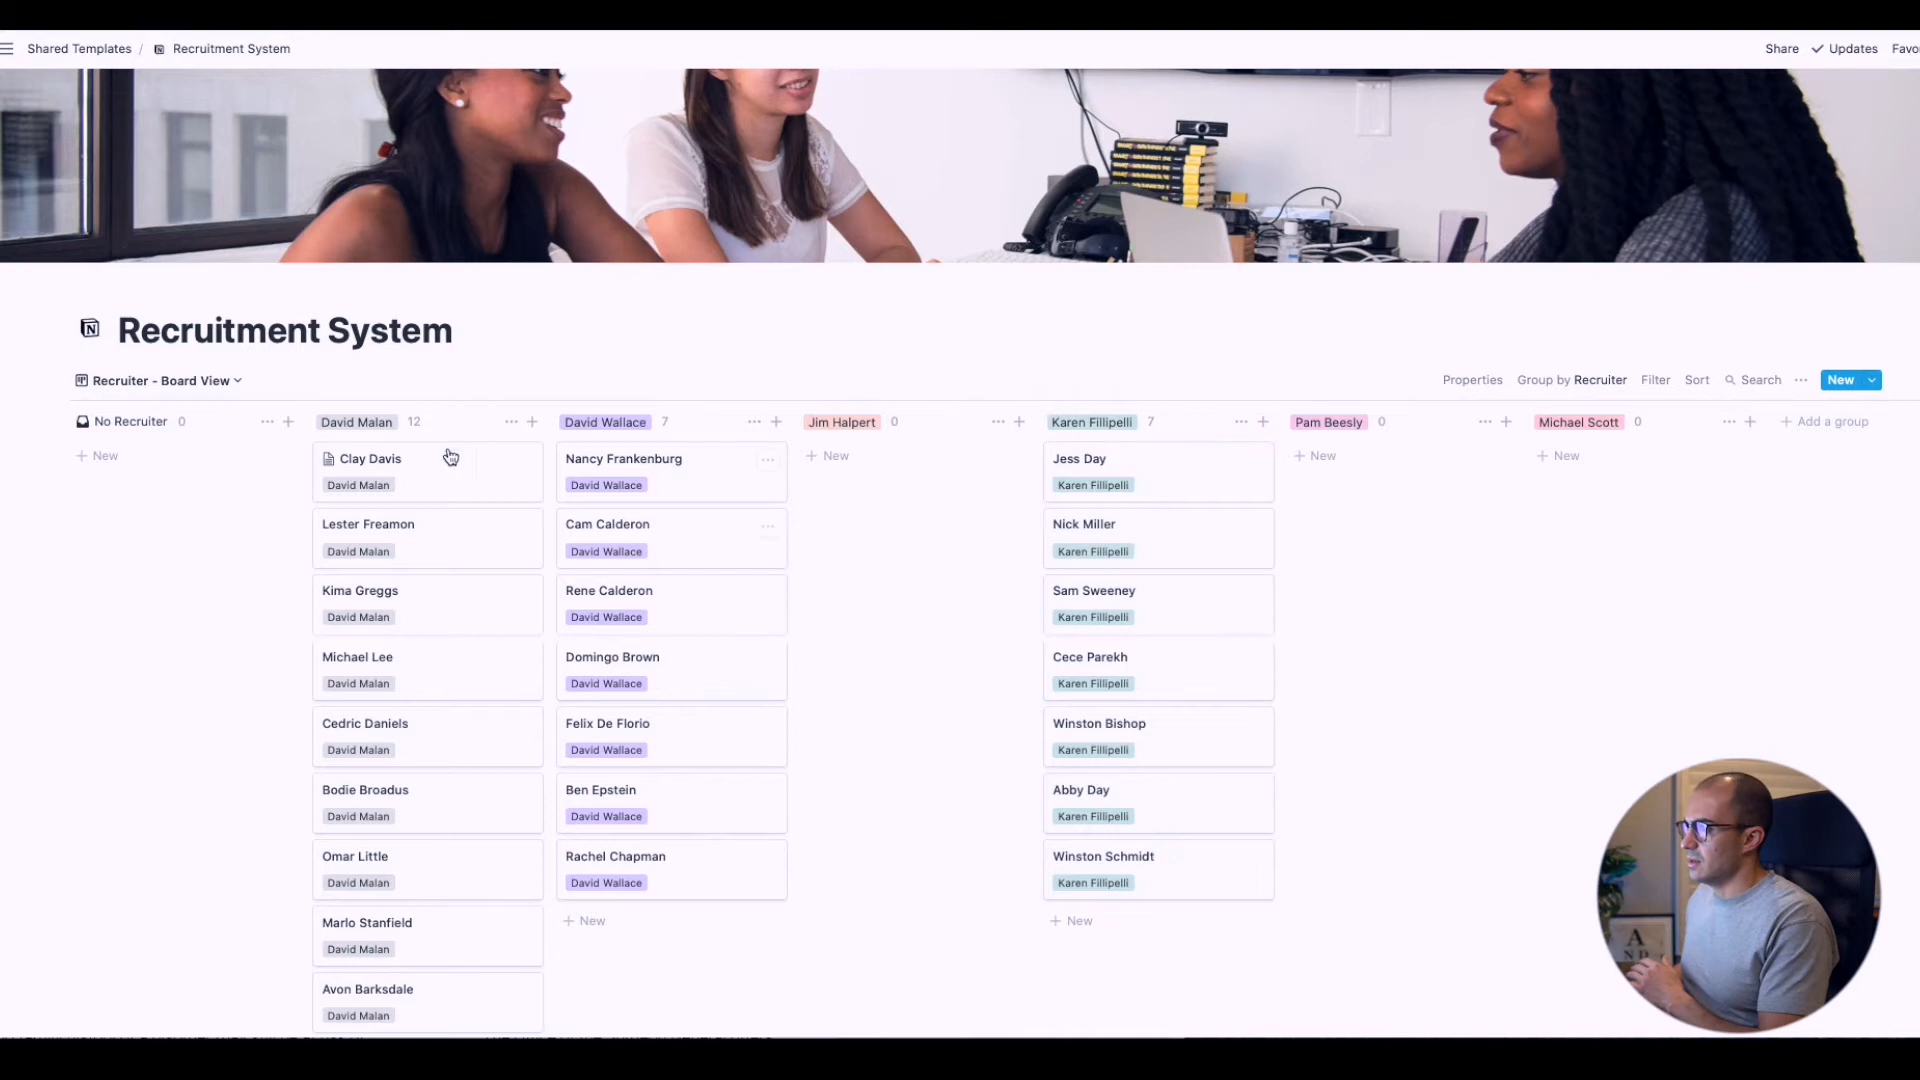 Shared Templates / Recruitment System
Share Updates Favo
Recruitment System
Recruiter - Board View
Properties Group by Recruiter Filter Sort Search ... New
No Recruiter 0 ... +
+ New
David Malan 12 ... +
Clay Davis
David Malan
Lester Freamon
David Malan
Kima Greggs
David Malan
Michael Lee
David Malan
Cedric Daniels
David Malan
Bodie Broadus
David Malan
Omar Little
David Malan
Marlo Stanfield
David Malan
Avon Barksdale
David Malan
David Wallace 7 ... +
Nancy Frankenburg
David Wallace
Cam Calderon
David Wallace
Rene Calderon
David Wallace
Domingo Brown
David Wallace
Felix De Florio
David Wallace
Ben Epstein
David Wallace
Rachel Chapman
David Wallace
+ New
Jim Halpert 0 ... +
+ New
Karen Fillipelli 7 ... +
Jess Day
Karen Fillipelli
Nick Miller
Karen Fillipelli
Sam Sweeney
Karen Fillipelli
Cece Parekh
Karen Fillipelli
Winston Bishop
Karen Fillipelli
Abby Day
Karen Fillipelli
Winston Schmidt
Karen Fillipelli
+ New
Pam Beesly 0 ... +
+ New
Michael Scott 0 ... +
+ New
+ Add a group
A
N D